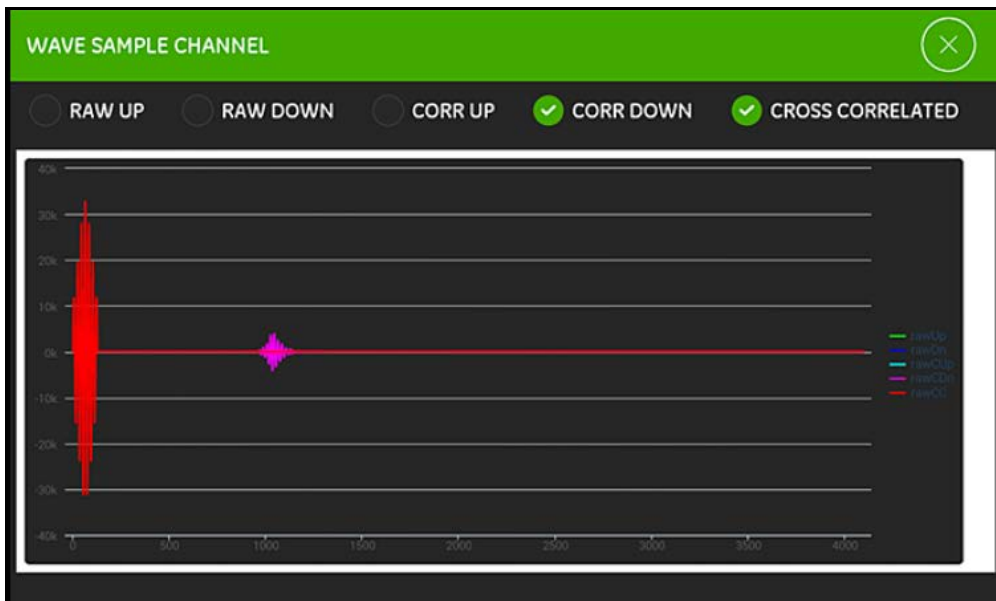 WAVE SAMPLE CHANNEL
RAW UP RAW DOWN CORR UP CORR DOWN CROSS CORRELATED
40k
30k
20k
10k
0k
-10k
-20k
-30k
-40k
0 500 1000 1500 2000 2500 3000 3500 4000
rawUp
rawDn
rawCUp
rawCDn
rawCC